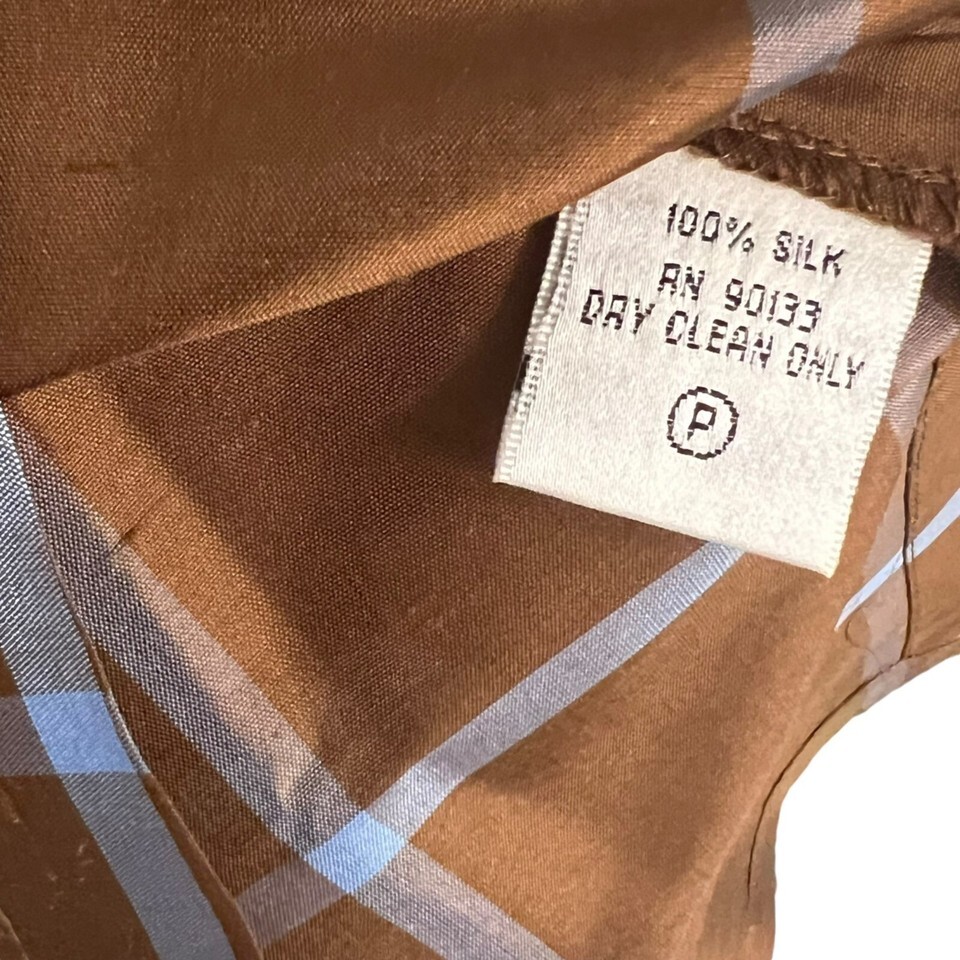 100% SILK
RN 90133
DRY CLEAN ONLY
P